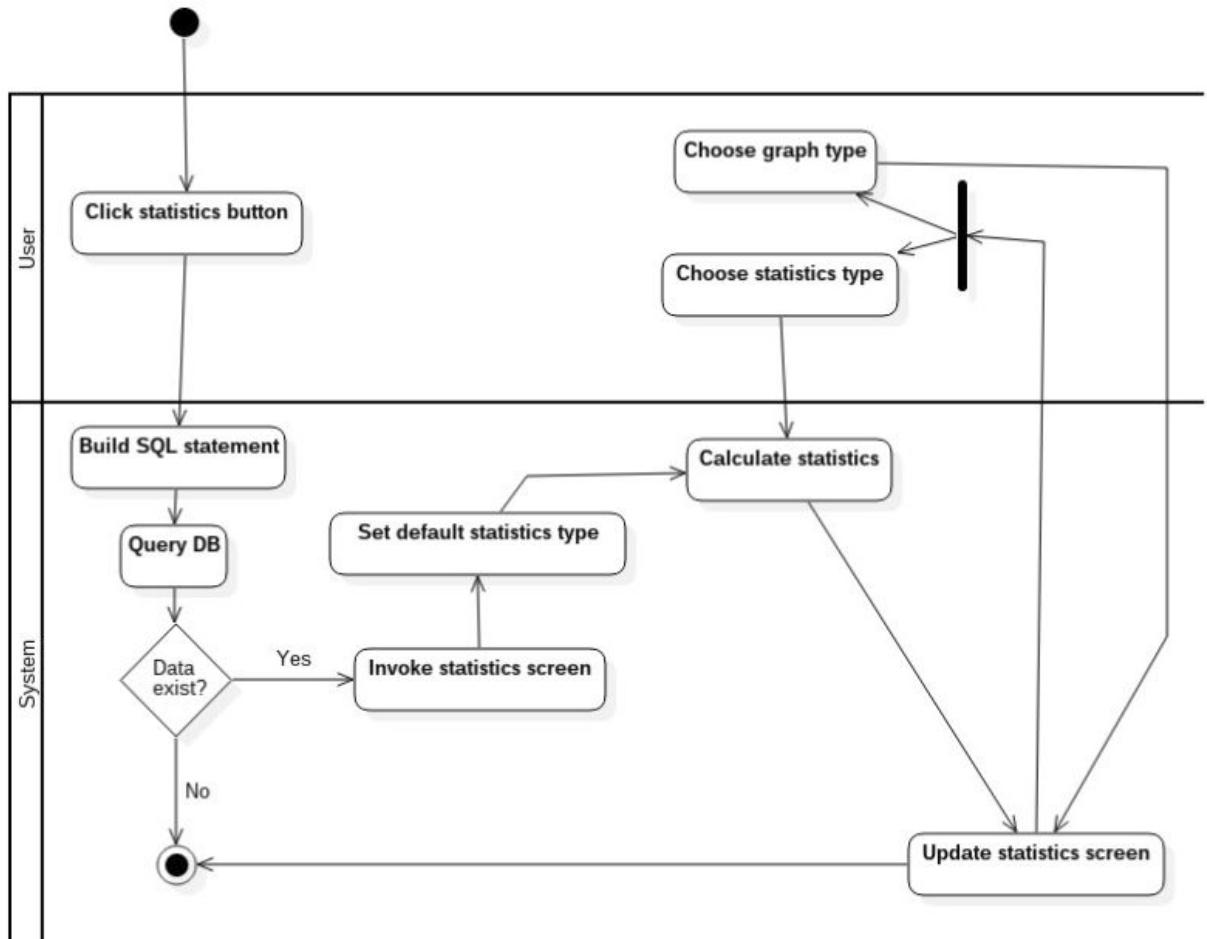 User
Click statistics button
Choose graph type
Choose statistics type
System
Build SQL statement
Query DB
Data
exist?
Yes
No
Invoke statistics screen
Set default statistics type
Calculate statistics
Update statistics screen